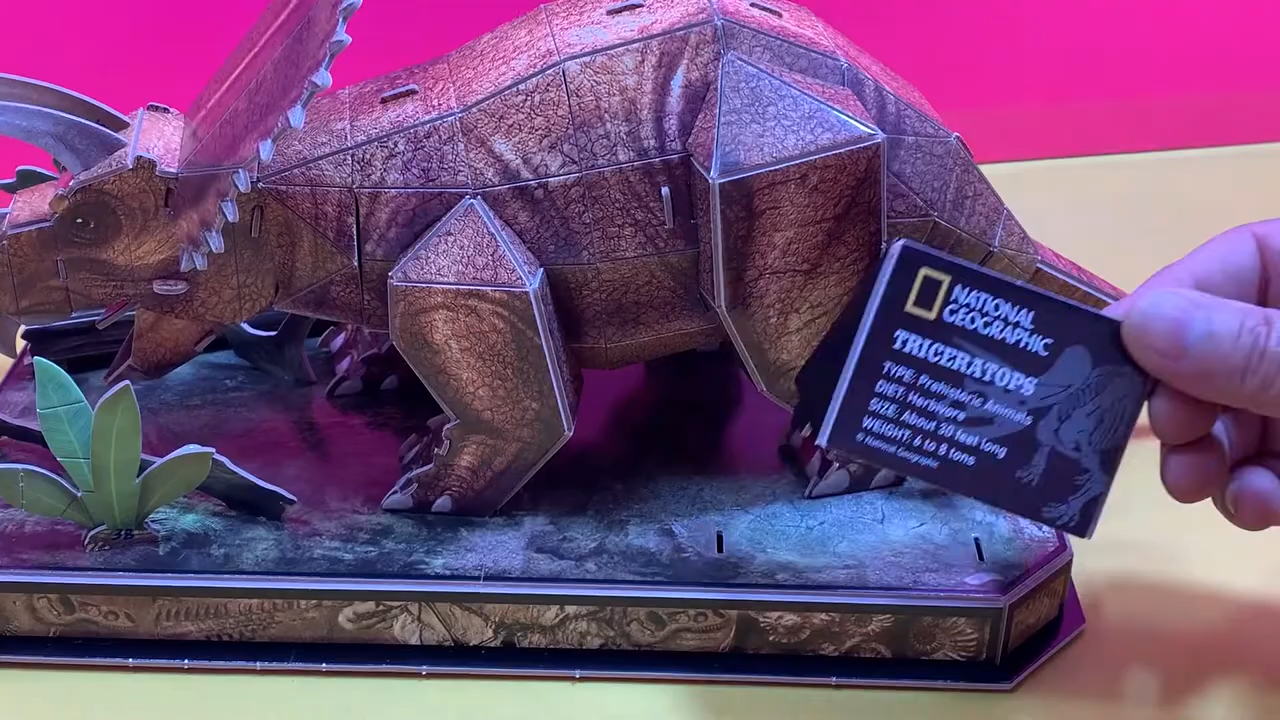 NATIONAL
GEOGRAPHIC
TRICERATOPS
TYPE: Prehistoric Animals
DIET: Herbivore
SIZE: About 30 feet long
WEIGHT: 6 to 8 tons
© National Geographic
38